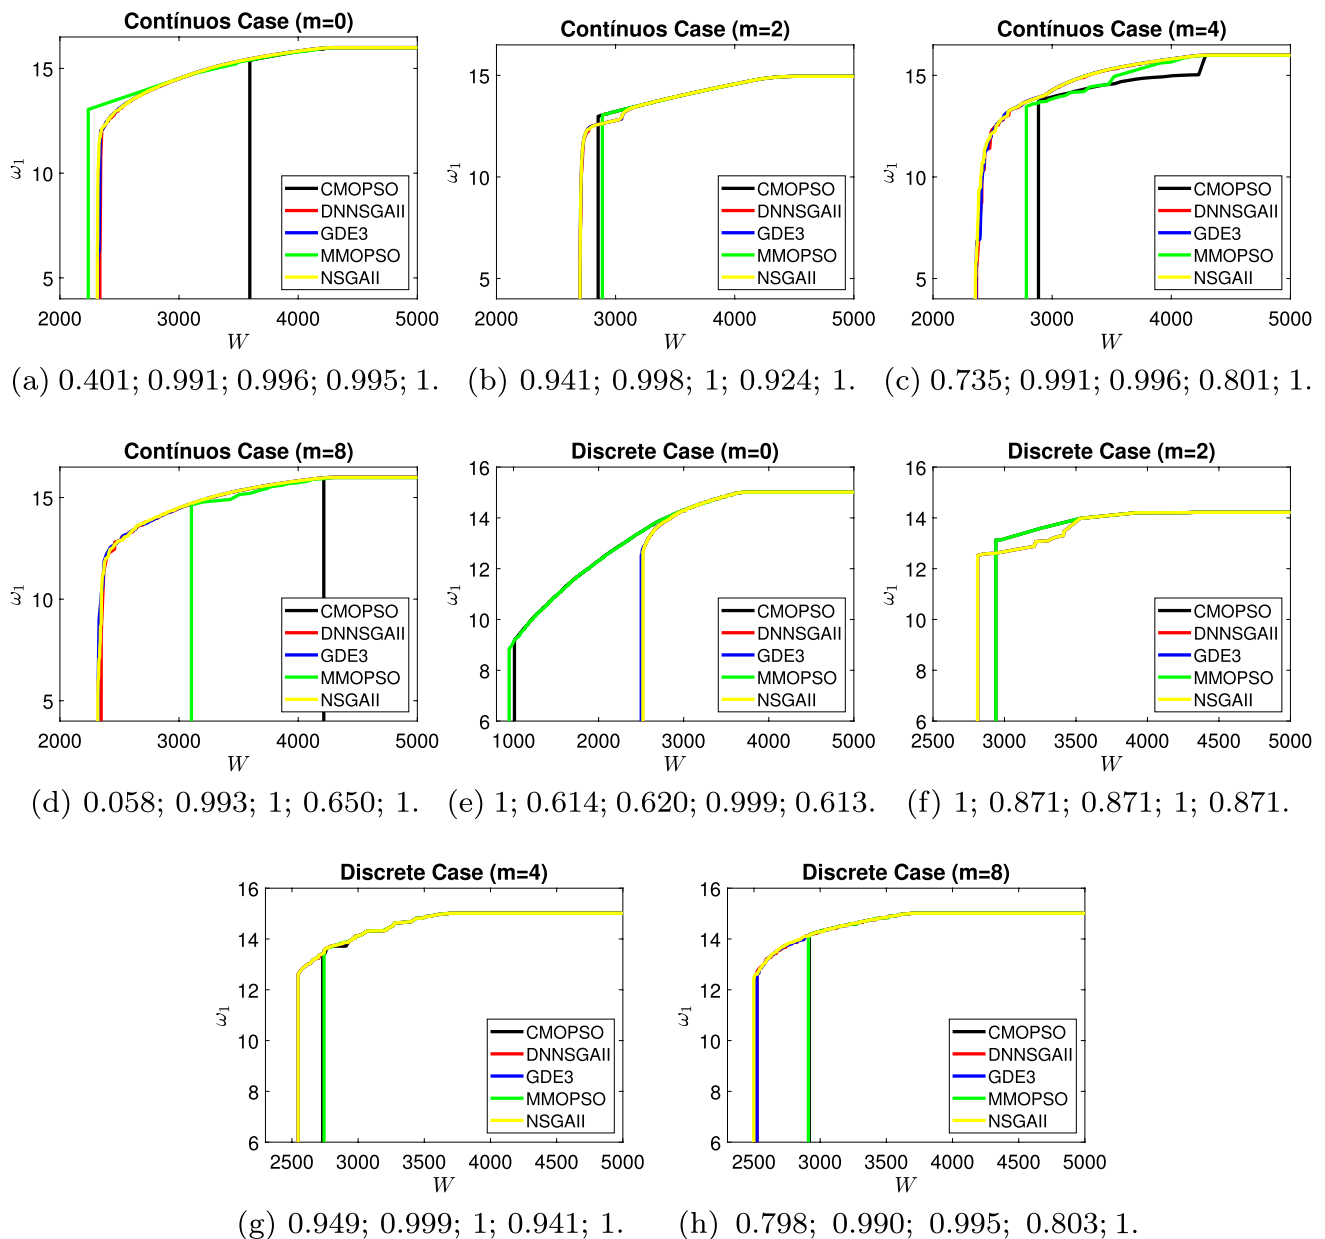 Contínuos Case (m=0)
ω1
15
10
5
2000 3000 4000 5000
W
CMOPSO
DNNSGAII
GDE3
MMOPSO
NSGAII
(a) 0.401; 0.991; 0.996; 0.995; 1.
Contínuos Case (m=2)
ω1
15
10
5
2000 3000 4000 5000
W
CMOPSO
DNNSGAII
GDE3
MMOPSO
NSGAII
(b) 0.941; 0.998; 1; 0.924; 1.
Contínuos Case (m=4)
ω1
15
10
5
2000 3000 4000 5000
W
CMOPSO
DNNSGAII
GDE3
MMOPSO
NSGAII
(c) 0.735; 0.991; 0.996; 0.801; 1.
Contínuos Case (m=8)
ω1
15
10
5
2000 3000 4000 5000
W
CMOPSO
DNNSGAII
GDE3
MMOPSO
NSGAII
(d) 0.058; 0.993; 1; 0.650; 1.
Discrete Case (m=0)
ω1
16
14
12
10
8
6
1000 2000 3000 4000 5000
W
CMOPSO
DNNSGAII
GDE3
MMOPSO
NSGAII
(e) 1; 0.614; 0.620; 0.999; 0.613.
Discrete Case (m=2)
ω1
16
14
12
10
8
6
2500 3000 3500 4000 4500 5000
W
CMOPSO
DNNSGAII
GDE3
MMOPSO
NSGAII
(f) 1; 0.871; 0.871; 1; 0.871.
Discrete Case (m=4)
ω1
16
14
12
10
8
6
2500 3000 3500 4000 4500 5000
W
CMOPSO
DNNSGAII
GDE3
MMOPSO
NSGAII
(g) 0.949; 0.999; 1; 0.941; 1.
Discrete Case (m=8)
ω1
16
14
12
10
8
6
2500 3000 3500 4000 4500 5000
W
CMOPSO
DNNSGAII
GDE3
MMOPSO
NSGAII
(h) 0.798; 0.990; 0.995; 0.803; 1.